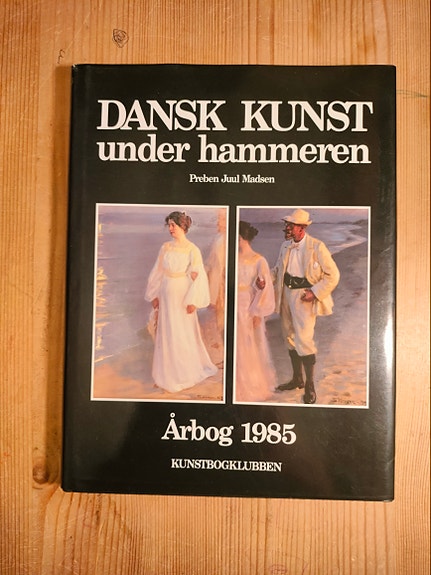 DANSK KUNST
under hammeren
Preben Juul Madsen
Årbog 1985
KUNSTBOGKLUBBEN